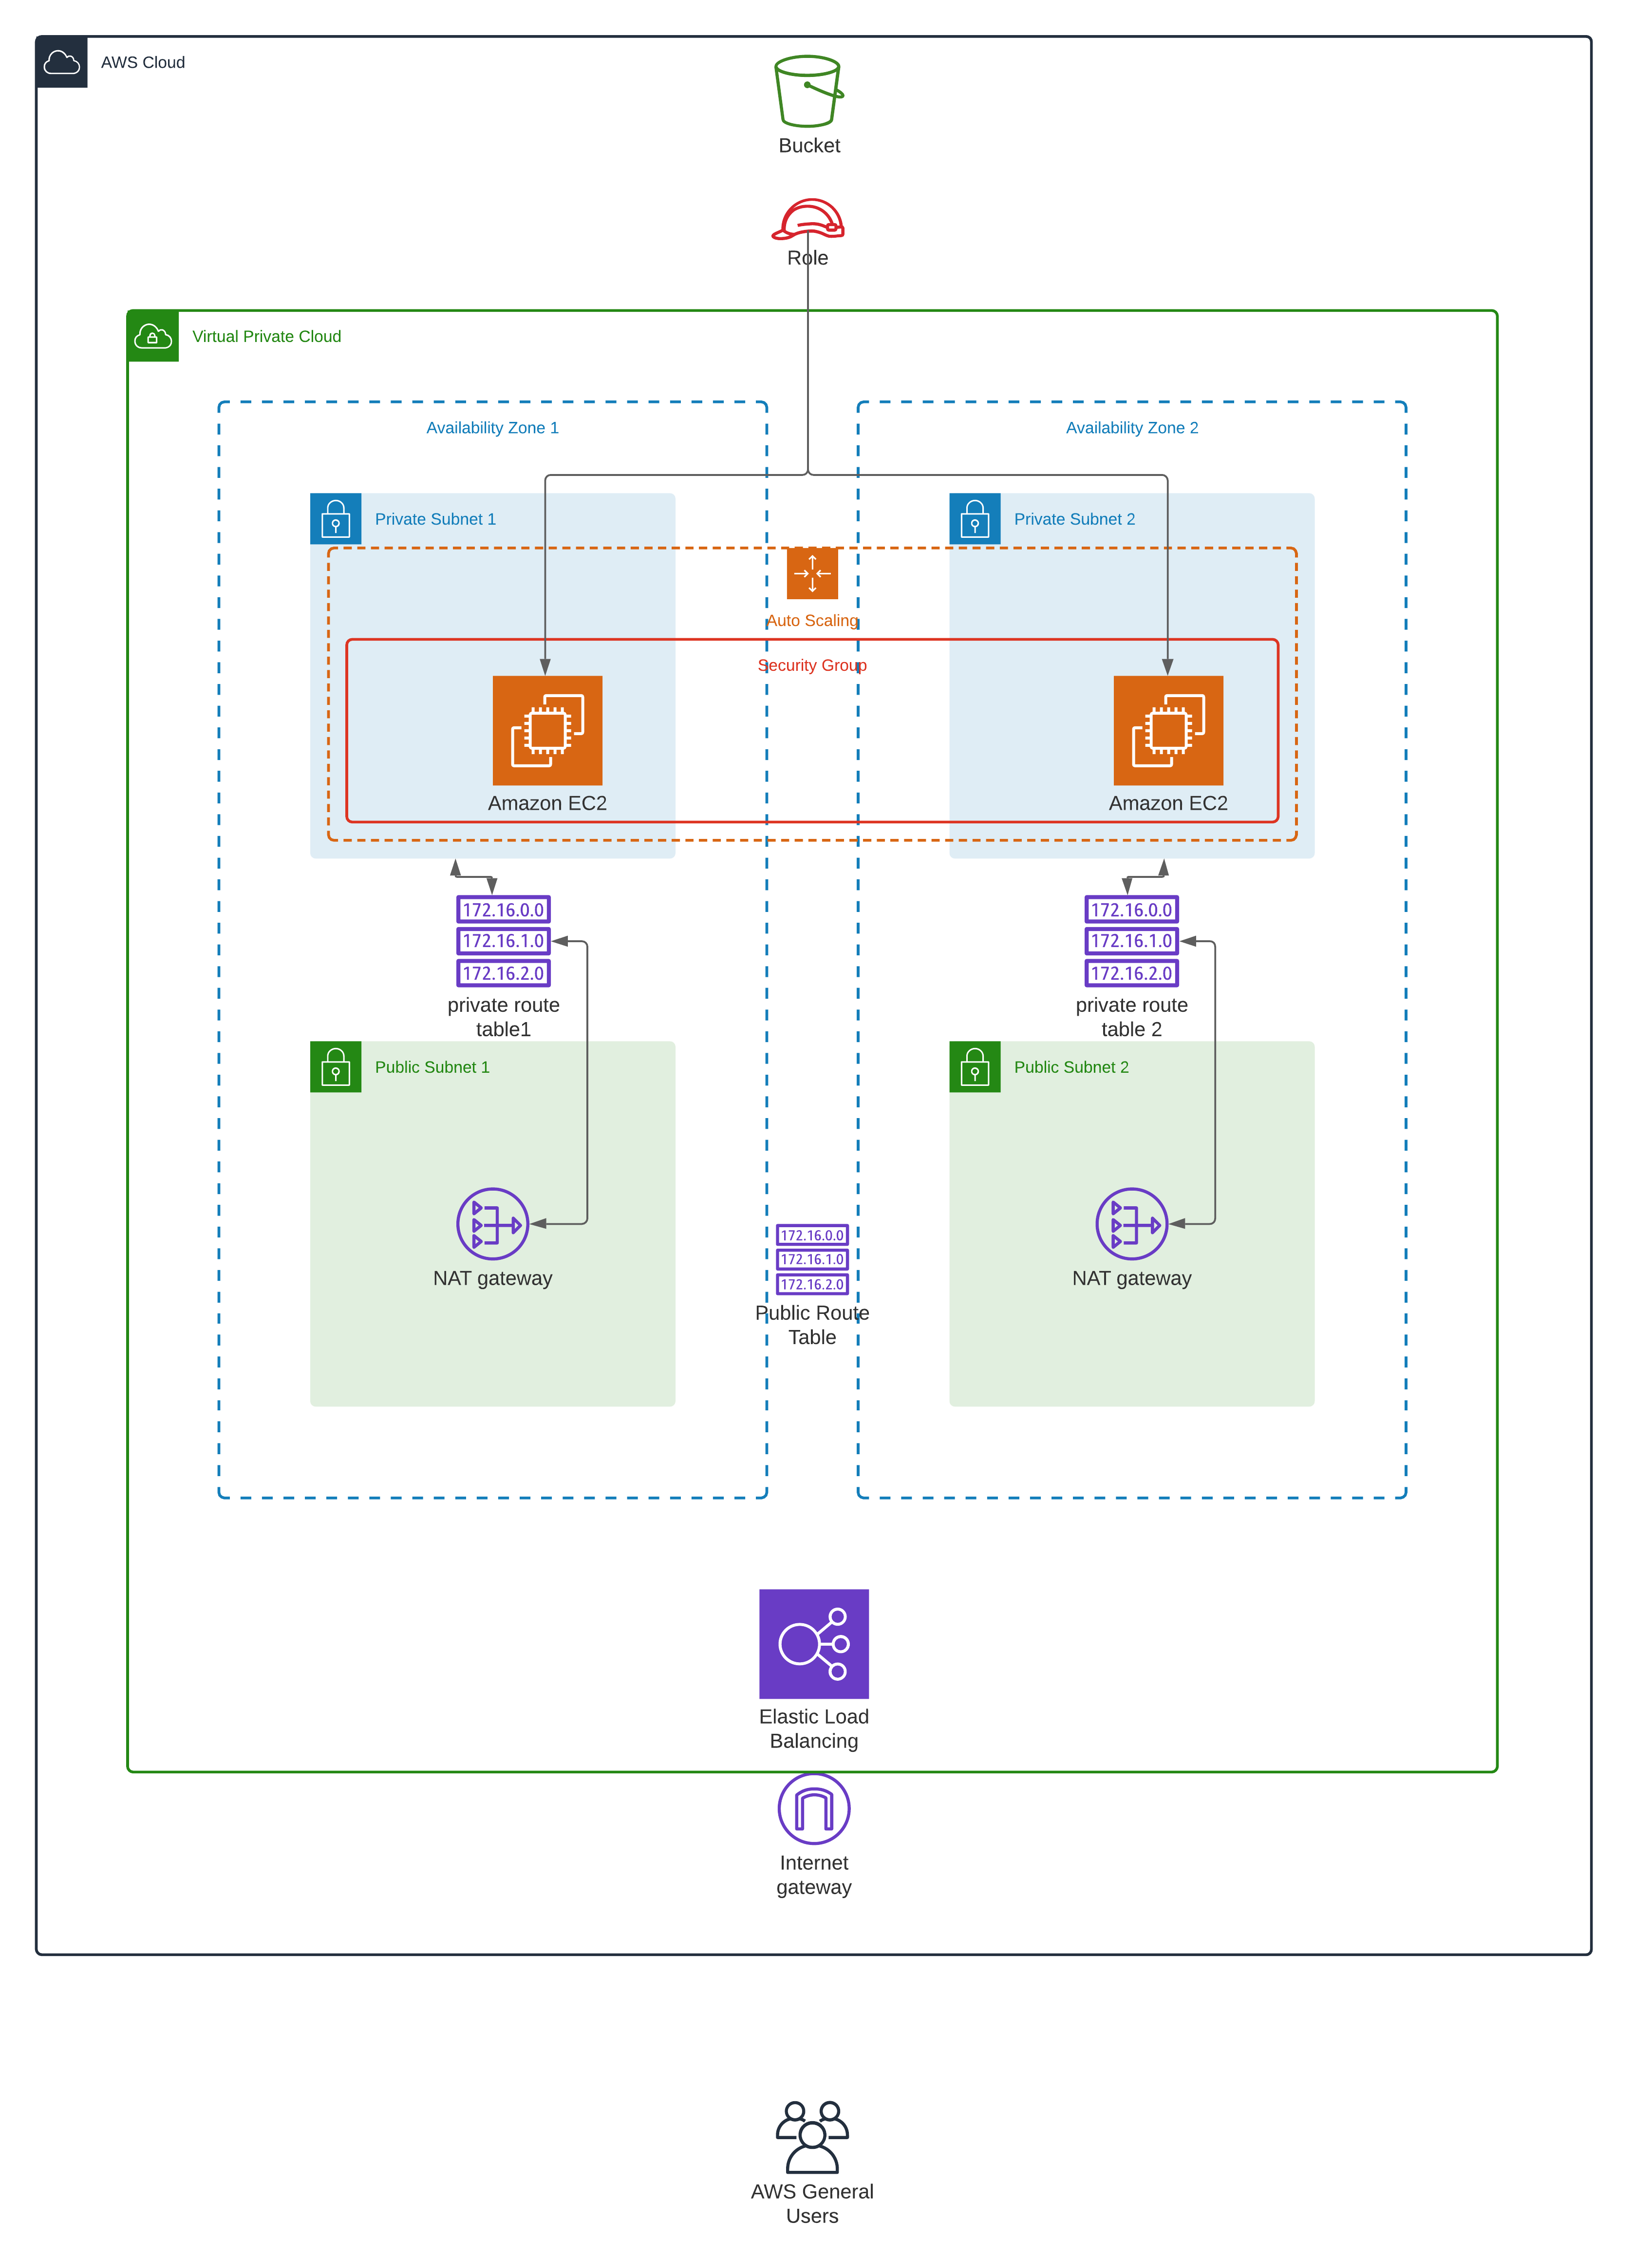 AWS Cloud
Bucket
Role
Virtual Private Cloud
Availability Zone 1
Availability Zone 2
Private Subnet 1
Private Subnet 2
Auto Scaling
Security Group
Amazon EC2
Amazon EC2
172.16.0.0
172.16.1.0
172.16.2.0
private route
table1
172.16.0.0
172.16.1.0
172.16.2.0
private route
table 2
Public Subnet 1
Public Subnet 2
NAT gateway
172.16.0.0
172.16.1.0
172.16.2.0
Public Route
Table
NAT gateway
Elastic Load
Balancing
Internet
gateway
AWS General
Users